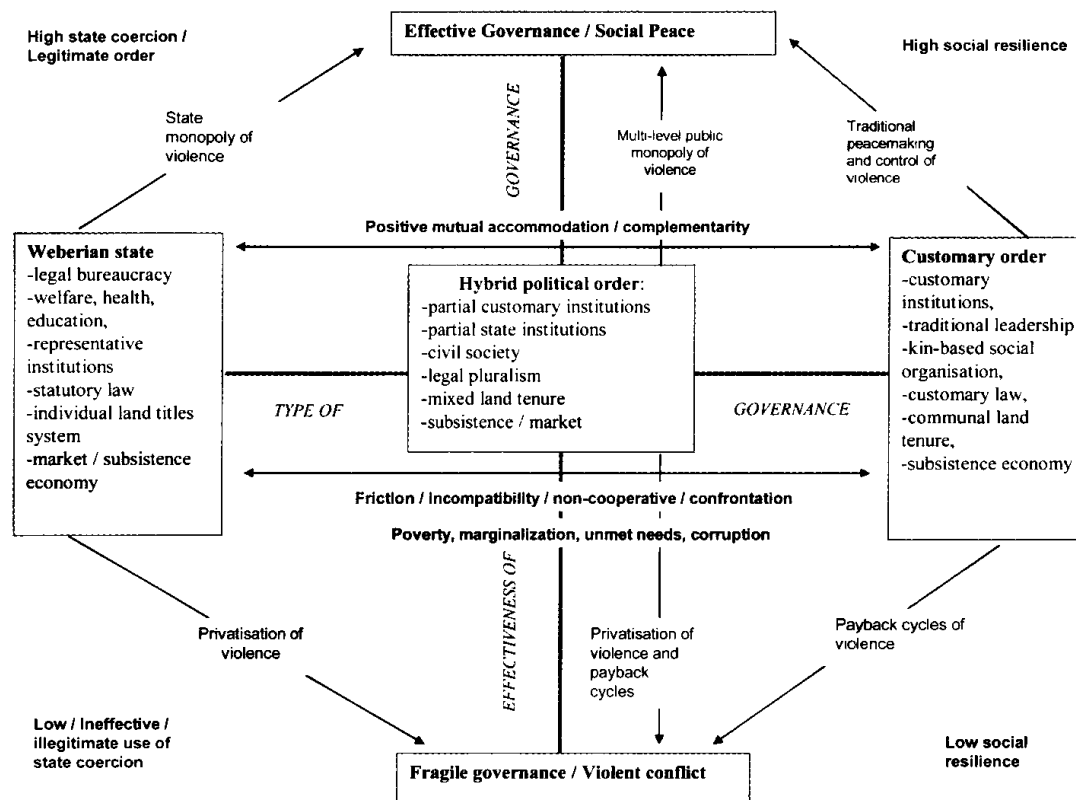 High state coercion /
Legitimate order
Effective Governance / Social Peace
High social resilience
State
monopoly of
violence
GOVERNANCE
Multi-level public
monopoly of
violence
Traditional
peacemaking
and control of
violence
Positive mutual accommodation / complementarity
Weberian state
-legal bureaucracy
-welfare, health,
education,
-representative
institutions
-statutory law
-individual land titles
system
-market / subsistence
economy
Hybrid political order:
-partial customary institutions
-partial state institutions
-civil society
-legal pluralism
-mixed land tenure
-subsistence / market
Customary order
-customary
institutions,
-traditional leadership
-kin-based social
organisation,
-customary law,
-communal land
tenure,
-subsistence economy
TYPE OF
GOVERNANCE
Friction / Incompatibility / non-cooperative / confrontation
Poverty, marginalization, unmet needs, corruption
EFFECTIVENESS OF
Privatisation of
violence
Privatisation of
violence and
payback
cycles
Payback cycles of
violence
Low / Ineffective /
illegitimate use of
state coercion
Fragile governance / Violent conflict
Low social
resilience